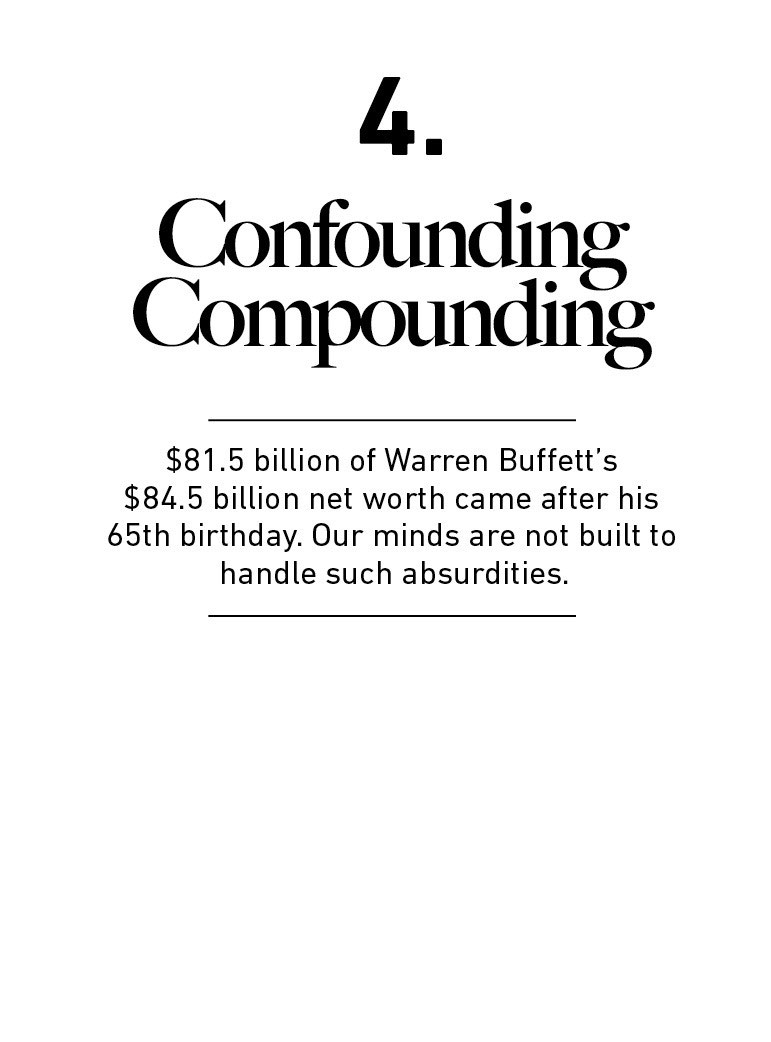 4.
Confounding
Compounding
$81.5 billion of Warren Buffett’s
$84.5 billion net worth came after his
65th birthday. Our minds are not built to
handle such absurdities.